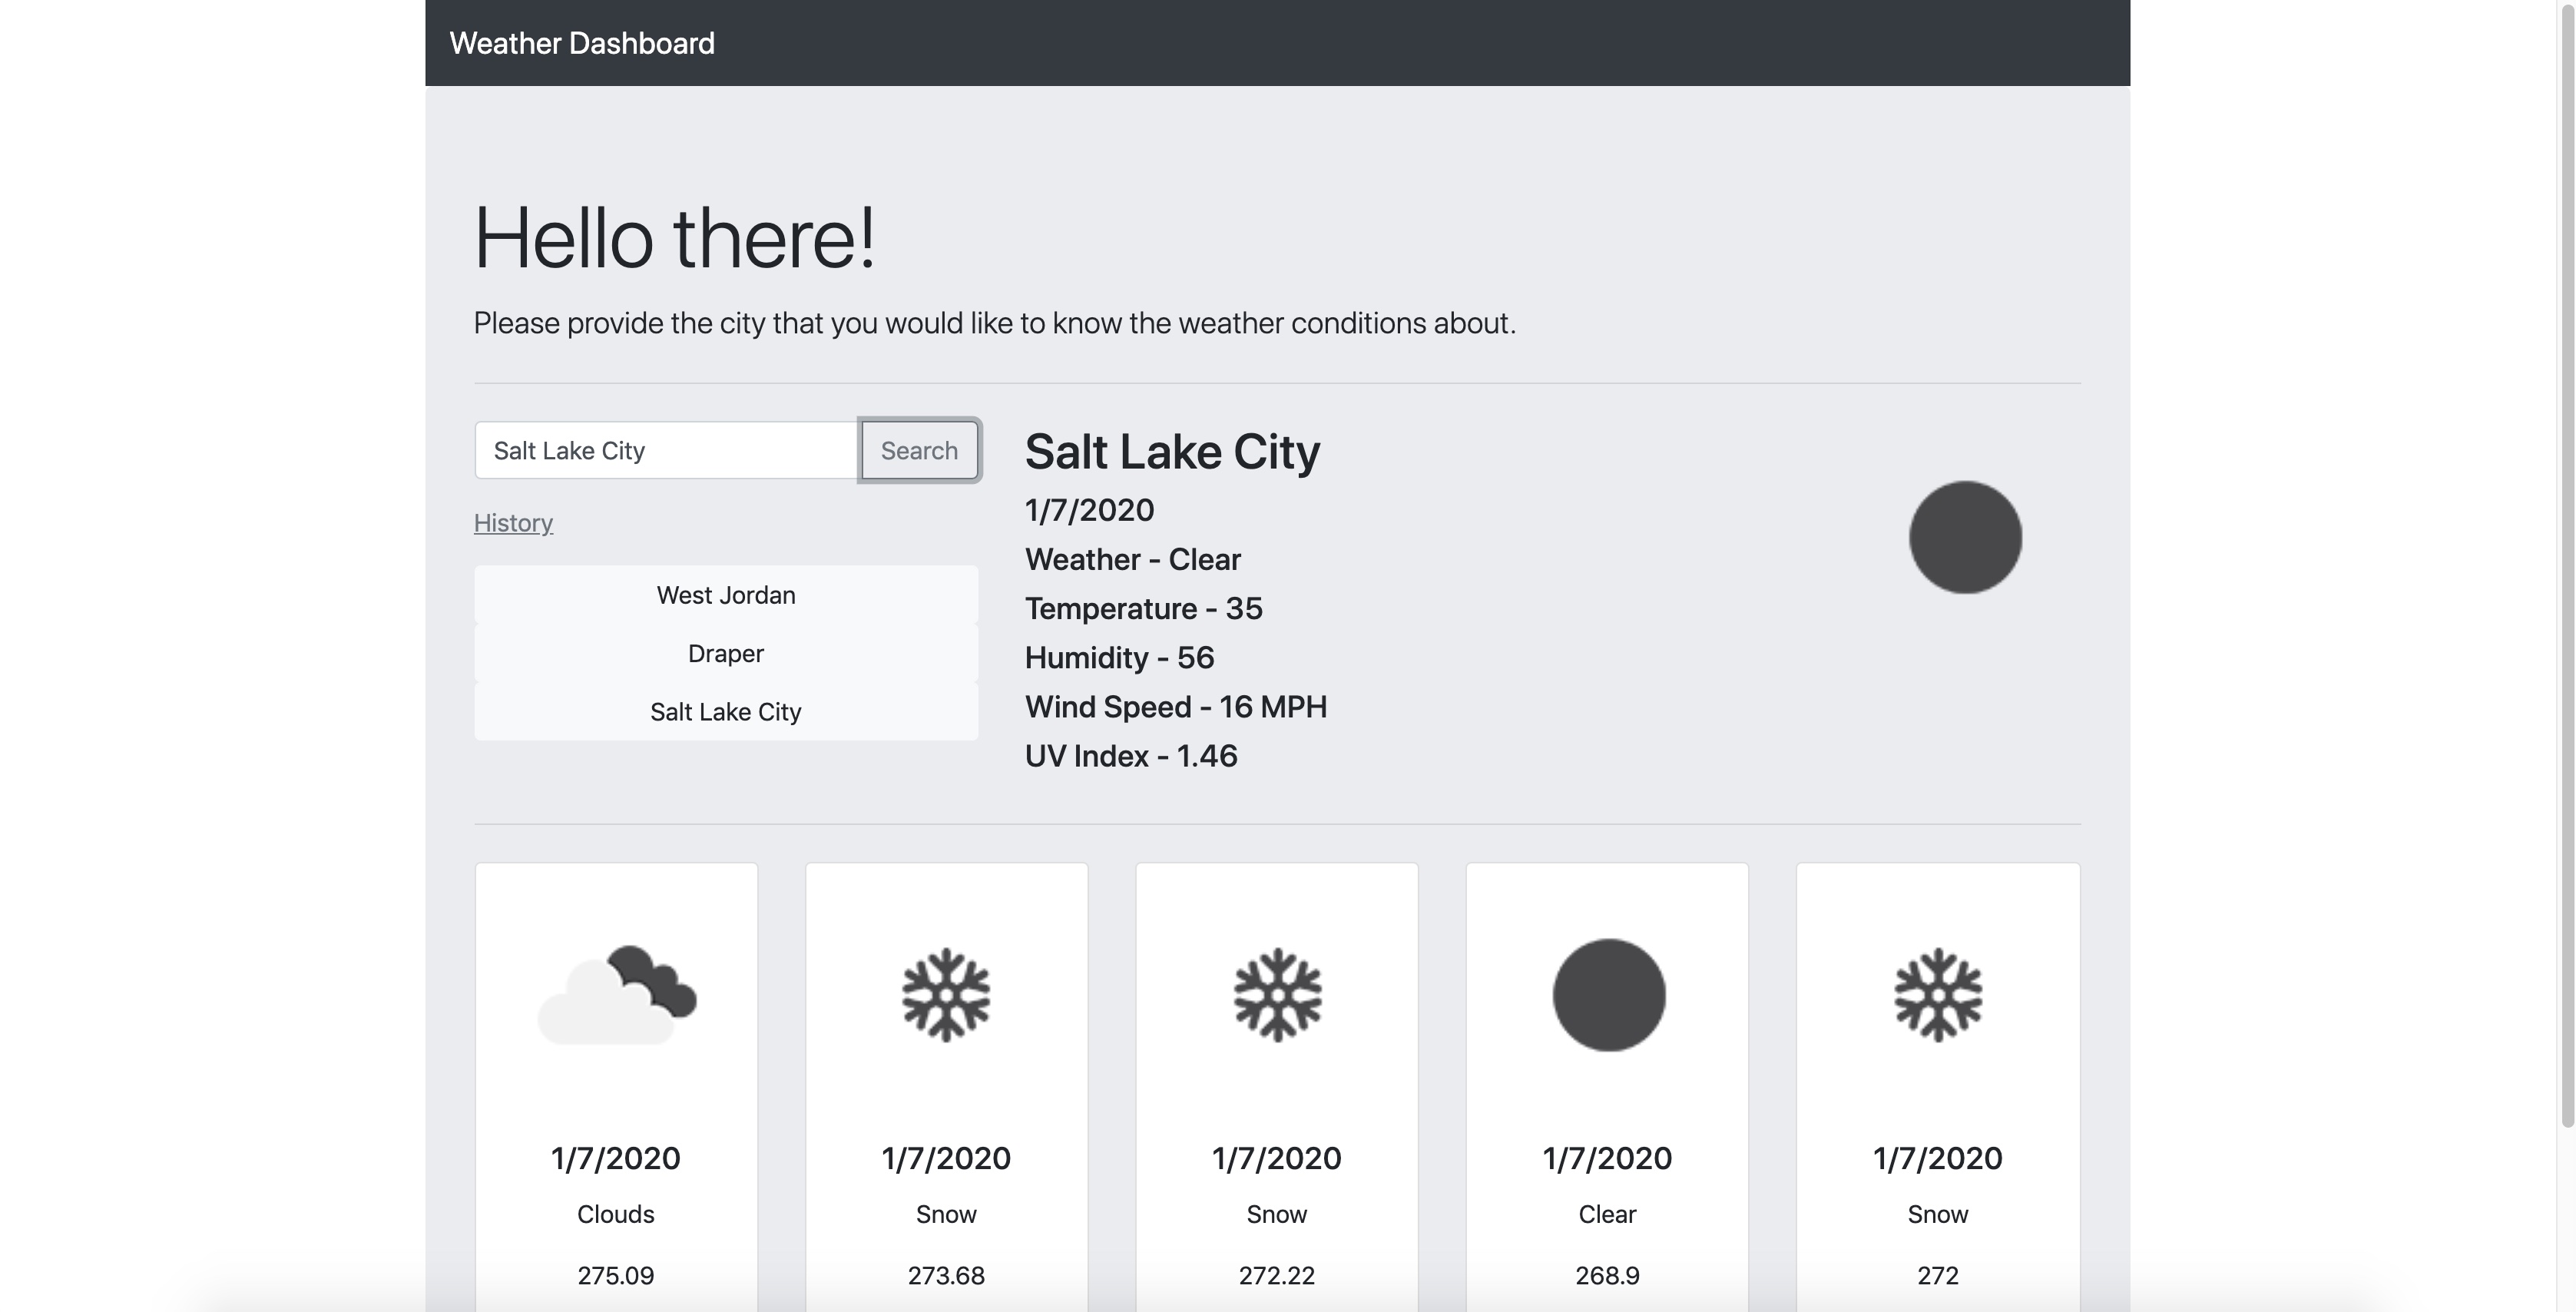 Weather Dashboard
Hello there!
Please provide the city that you would like to know the weather conditions about.
Salt Lake City
Search
History
West Jordan
Draper
Salt Lake City
Salt Lake City
1/7/2020
Weather - Clear
Temperature - 35
Humidity - 56
Wind Speed - 16 MPH
UV Index - 1.46
1/7/2020
Clouds
275.09
1/7/2020
Snow
273.68
1/7/2020
Snow
272.22
1/7/2020
Clear
268.9
1/7/2020
Snow
272